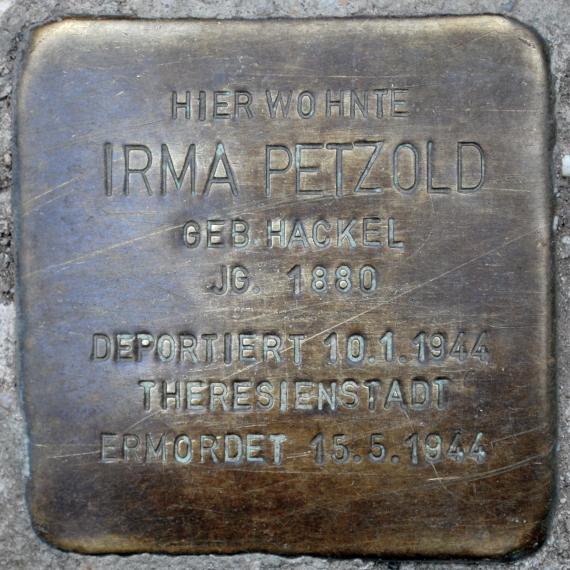 HIER WOHNTE
IRMA PETZOLD
GEB. HACKEL
JG. 1880
DEPORTIERT 10.1.1944
THERESIENSTADT
ERMORDET 15.5.1944